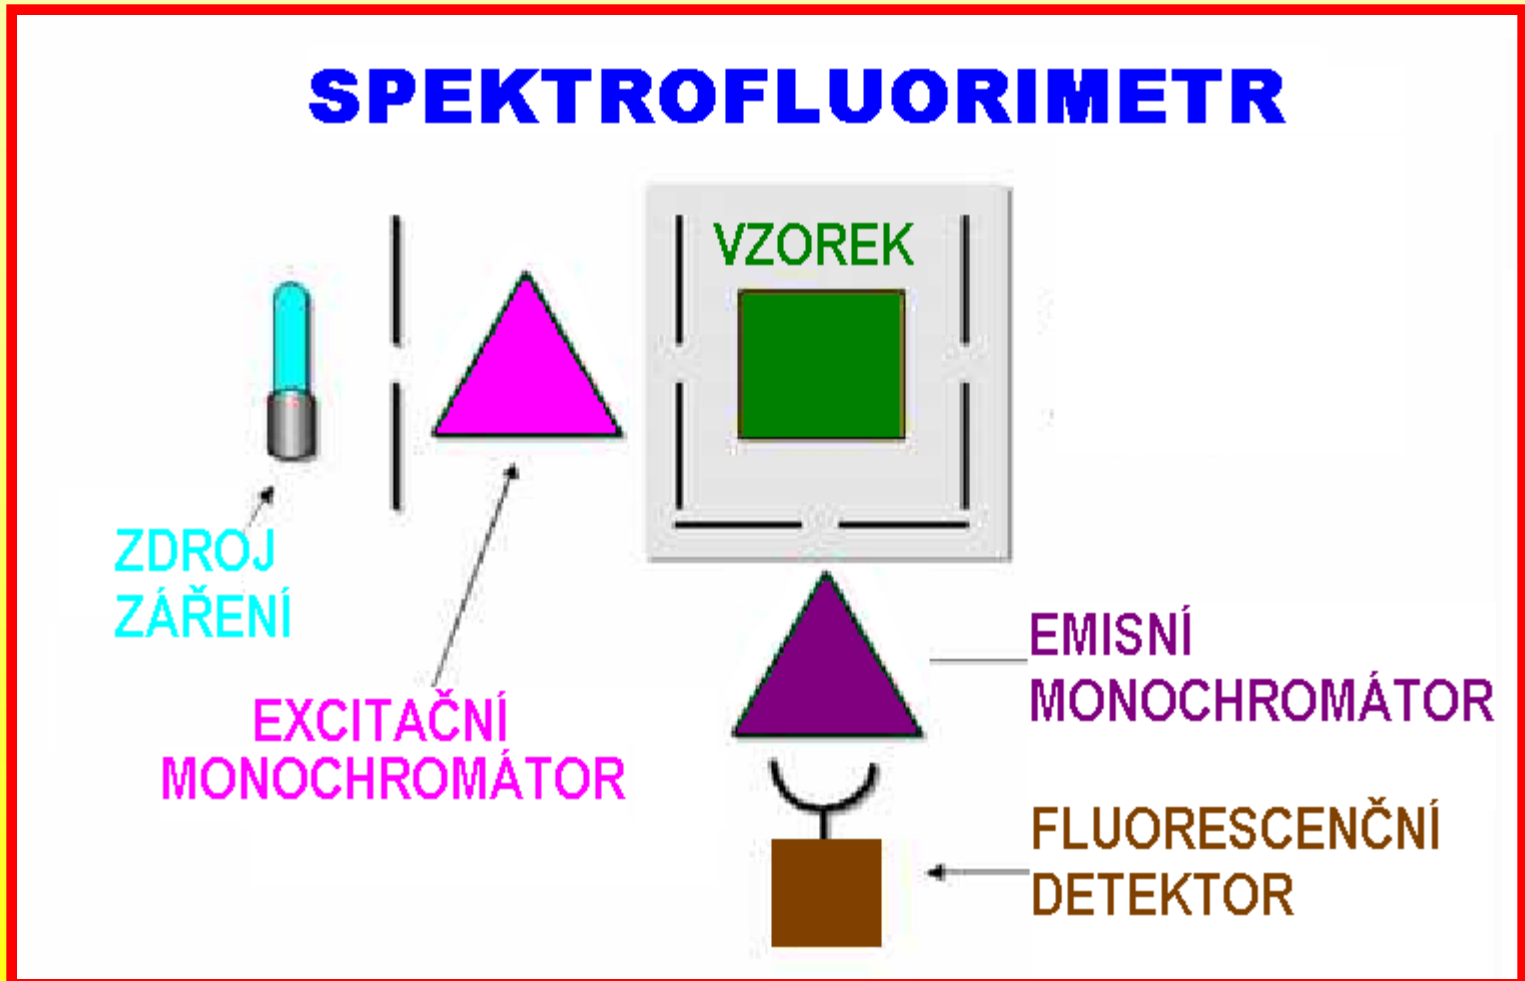 SPEKTROFLUORIMETR
VZOREK
ZDROJ
ZÁŘENÍ
EXCITAČNÍ
MONOCHROMÁTOR
EMISNÍ
MONOCHROMÁTOR
FLUORESCENČNÍ
DETEKTOR